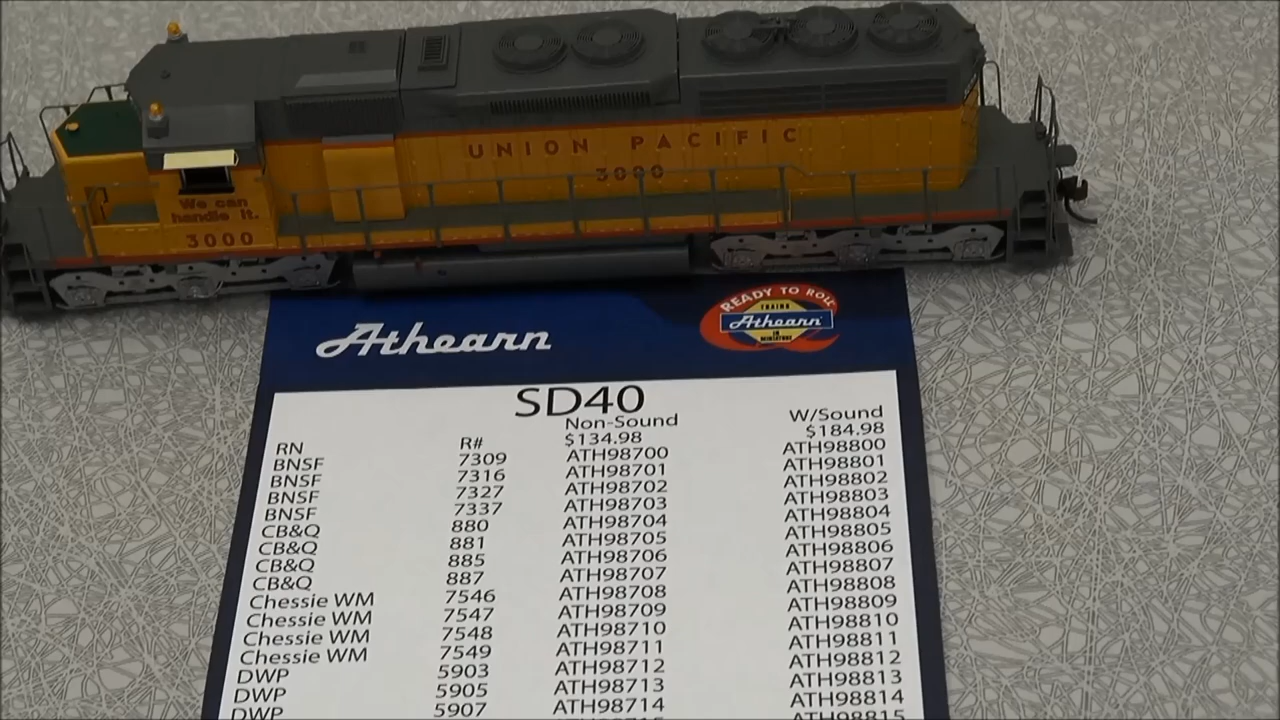 UNION PACIFIC
3000
We can
handle it.
3000
Athearn
READY TO ROLL
TRAINS
Athearn
IN
MINIATURE
SD40
Non-Sound W/Sound
RN R# $134.98 $184.98
BNSF 7309 ATH98700 ATH98800
BNSF 7316 ATH98701 ATH98801
BNSF 7327 ATH98702 ATH98802
BNSF 7337 ATH98703 ATH98803
CB&Q 880 ATH98704 ATH98804
CB&Q 881 ATH98705 ATH98805
CB&Q 885 ATH98706 ATH98806
CB&Q 887 ATH98707 ATH98807
Chessie WM 7546 ATH98708 ATH98808
Chessie WM 7547 ATH98709 ATH98809
Chessie WM 7548 ATH98710 ATH98810
Chessie WM 7549 ATH98711 ATH98811
DWP 5903 ATH98712 ATH98812
DWP 5905 ATH98713 ATH98813
DWP 5907 ATH98714 ATH98814
ATH98815